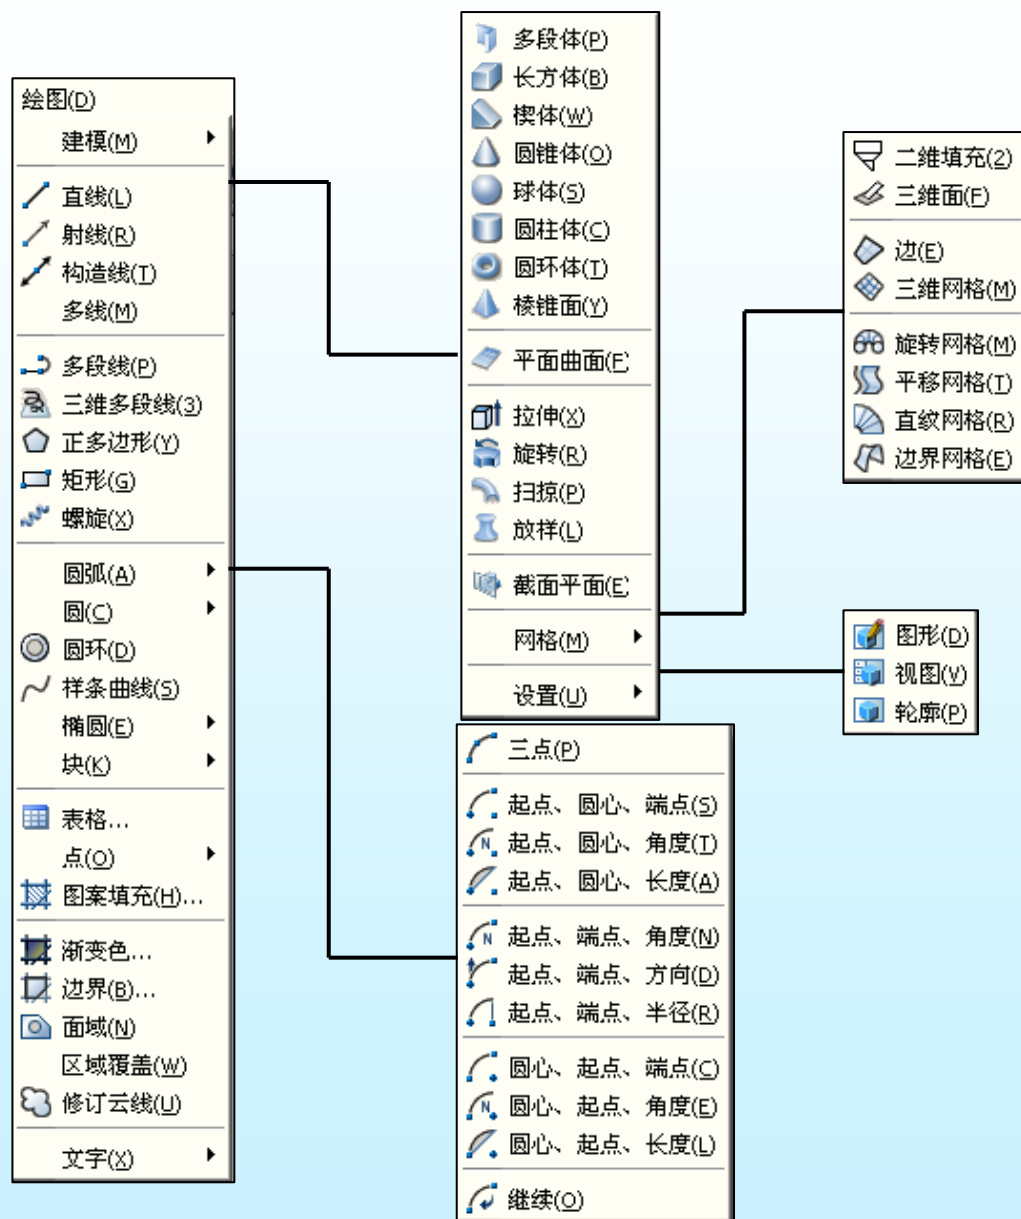 绘图(D)
建模(M)
直线(L)
射线(R)
构造线(T)
多线(M)
多段线(P)
三维多段线(3)
正多边形(Y)
矩形(G)
螺旋(X)
圆弧(A)
圆(C)
圆环(D)
样条曲线(S)
椭圆(E)
块(K)
表格...
点(O)
图案填充(H)...
渐变色...
边界(B)...
面域(N)
区域覆盖(W)
修订云线(U)
文字(X)
多段体(P)
长方体(B)
楔体(W)
圆锥体(O)
球体(S)
圆柱体(C)
圆环体(T)
棱锥面(Y)
平面曲面(F)
拉伸(X)
旋转(R)
扫掠(P)
放样(L)
截面平面(E)
网格(M)
设置(U)
三点(P)
起点、圆心、端点(S)
起点、圆心、角度(T)
起点、圆心、长度(A)
起点、端点、角度(N)
起点、端点、方向(D)
起点、端点、半径(R)
圆心、起点、端点(C)
圆心、起点、角度(E)
圆心、起点、长度(L)
继续(O)
二维填充(2)
三维面(F)
边(E)
三维网格(M)
旋转网格(M)
平移网格(T)
直纹网格(R)
边界网格(E)
图形(D)
视图(V)
轮廓(P)